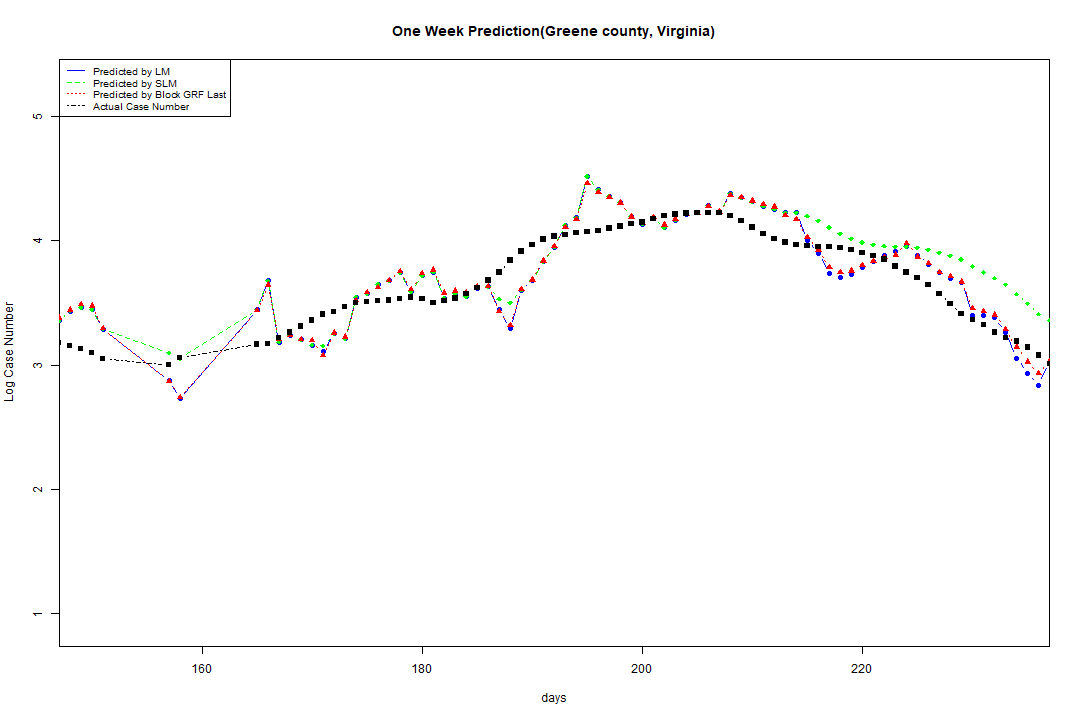 One Week Prediction(Greene county, Virginia)
Predicted by LM
Predicted by SLM
Predicted by Block GRF Last
Actual Case Number
5
4
3
2
1
Log Case Number
160 180 200 220
days